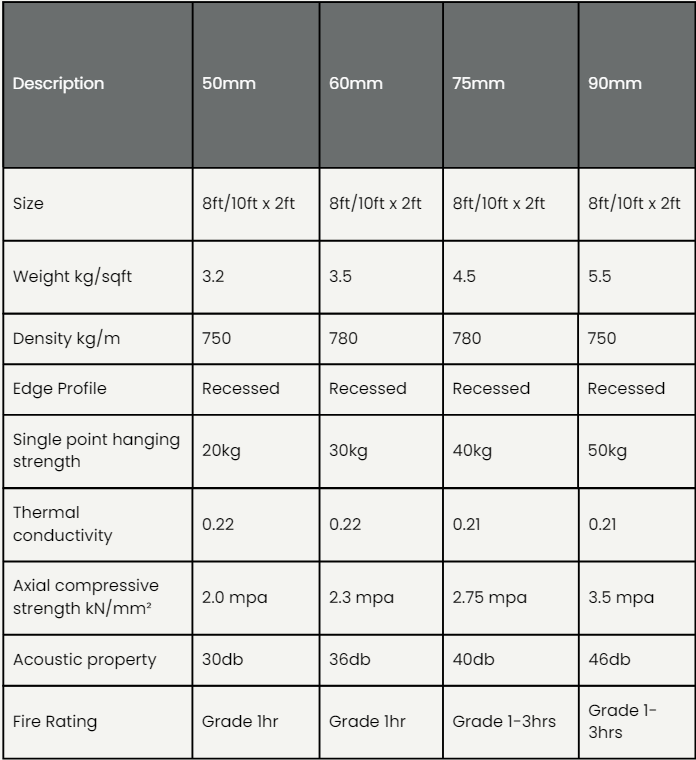 Description 50mm 60mm 75mm 90mm
Size 8ft/10ft x 2ft 8ft/10ft x 2ft 8ft/10ft x 2ft 8ft/10ft x 2ft
Weight kg/sqft 3.2 3.5 4.5 5.5
Density kg/m 750 780 780 750
Edge Profile Recessed Recessed Recessed Recessed
Single point hanging
strength 20kg 30kg 40kg 50kg
Thermal
conductivity 0.22 0.22 0.21 0.21
Axial compressive
strength kN/mm² 2.0 mpa 2.3 mpa 2.75 mpa 3.5 mpa
Acoustic property 30db 36db 40db 46db
Fire Rating Grade 1hr Grade 1hr Grade 1-3hrs Grade 1-
3hrs